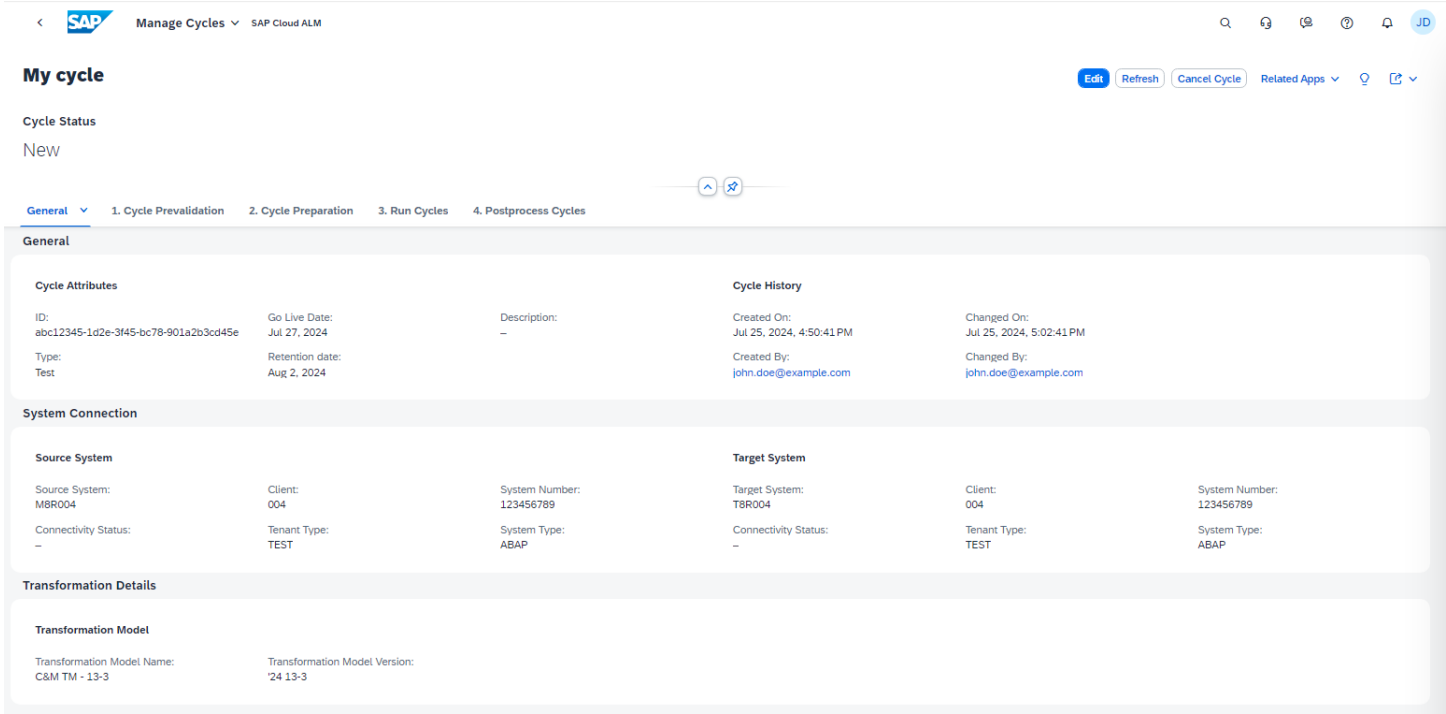 SAP Manage Cycles SAP Cloud ALM JD
My cycle Edit Refresh Cancel Cycle Related Apps
Cycle Status
New
General 1. Cycle Prevalidation 2. Cycle Preparation 3. Run Cycles 4. Postprocess Cycles
General
Cycle Attributes Cycle History
ID: Go Live Date: Description: Created On: Changed On:
abc12345-1d2e-3f45-bc78-901a2b3cd45e Jul 27, 2024 – Jul 25, 2024, 4:50:41 PM Jul 25, 2024, 5:02:41 PM
Type: Retention date: Created By: Changed By:
Test Aug 2, 2024 john.doe@example.com john.doe@example.com
System Connection
Source System Target System
Source System: Client: System Number: Target System: Client: System Number:
M8R004 004 123456789 T8R004 004 123456789
Connectivity Status: Tenant Type: System Type: Connectivity Status: Tenant Type: System Type:
– TEST ABAP – TEST ABAP
Transformation Details
Transformation Model
Transformation Model Name: Transformation Model Version:
C&M TM - 13-3 '24 13-3